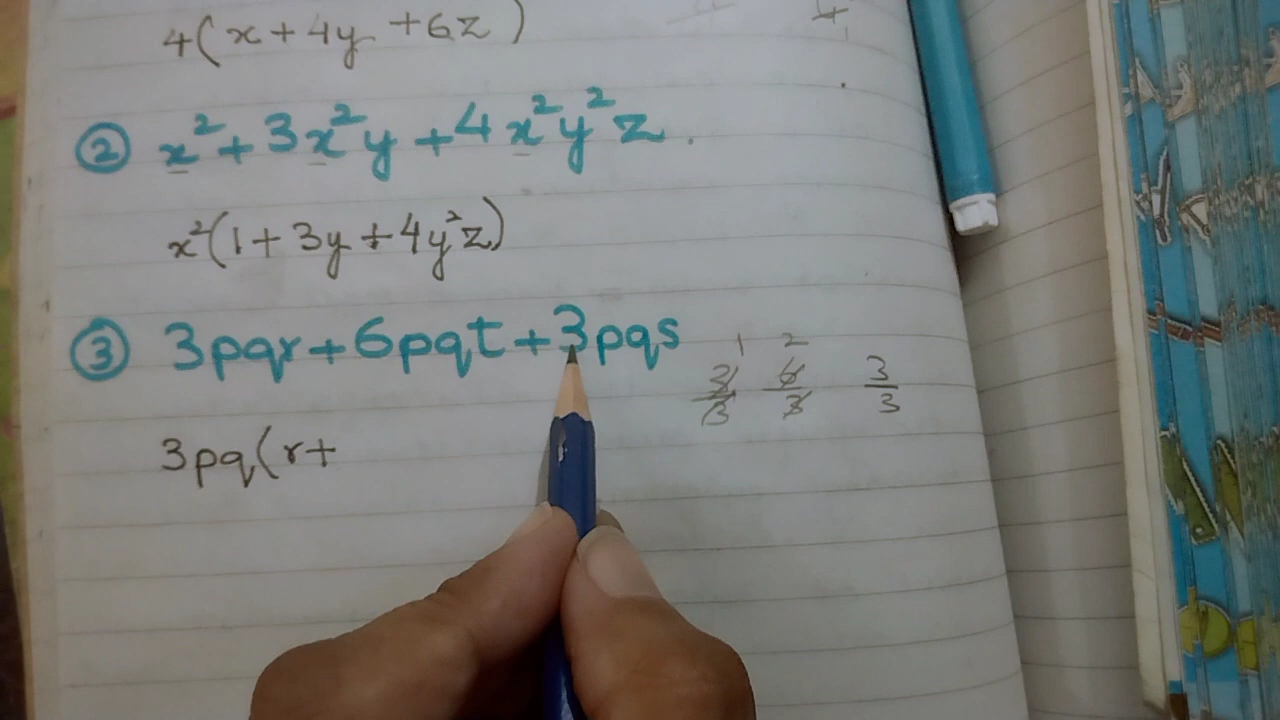 4(x+4y+6z)
② x²+3x²y+4x²y²z.
x²(1+3y+4y²z)
③ 3pqr+6pqt+3pqs
1 2
3/3 6/3 3/3
3pq(r+